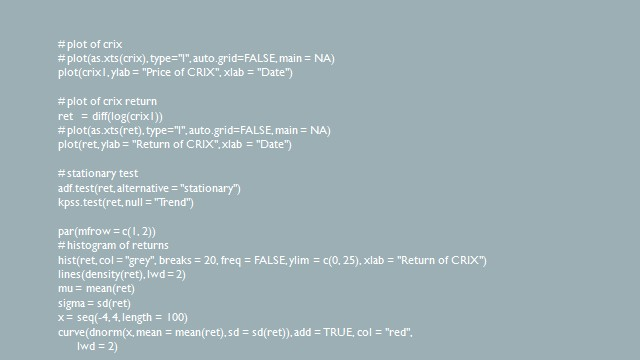 # plot of crix
# plot(as.xts(crix), type="l", auto.grid=FALSE, main = NA)
plot(crix1, ylab = "Price of CRIX", xlab = "Date")
# plot of crix return
ret = diff(log(crix1))
# plot(as.xts(ret), type="l", auto.grid=FALSE, main = NA)
plot(ret, ylab = "Return of CRIX", xlab = "Date")
# stationary test
adf.test(ret, alternative = "stationary")
kpss.test(ret, null = "Trend")
par(mfrow = c(1, 2))
# histogram of returns
hist(ret, col = "grey", breaks = 20, freq = FALSE, ylim = c(0, 25), xlab = "Return of CRIX")
lines(density(ret), lwd = 2)
mu = mean(ret)
sigma = sd(ret)
x = seq(-4, 4, length = 100)
curve(dnorm(x, mean = mean(ret), sd = sd(ret)), add = TRUE, col = "red",
lwd = 2)